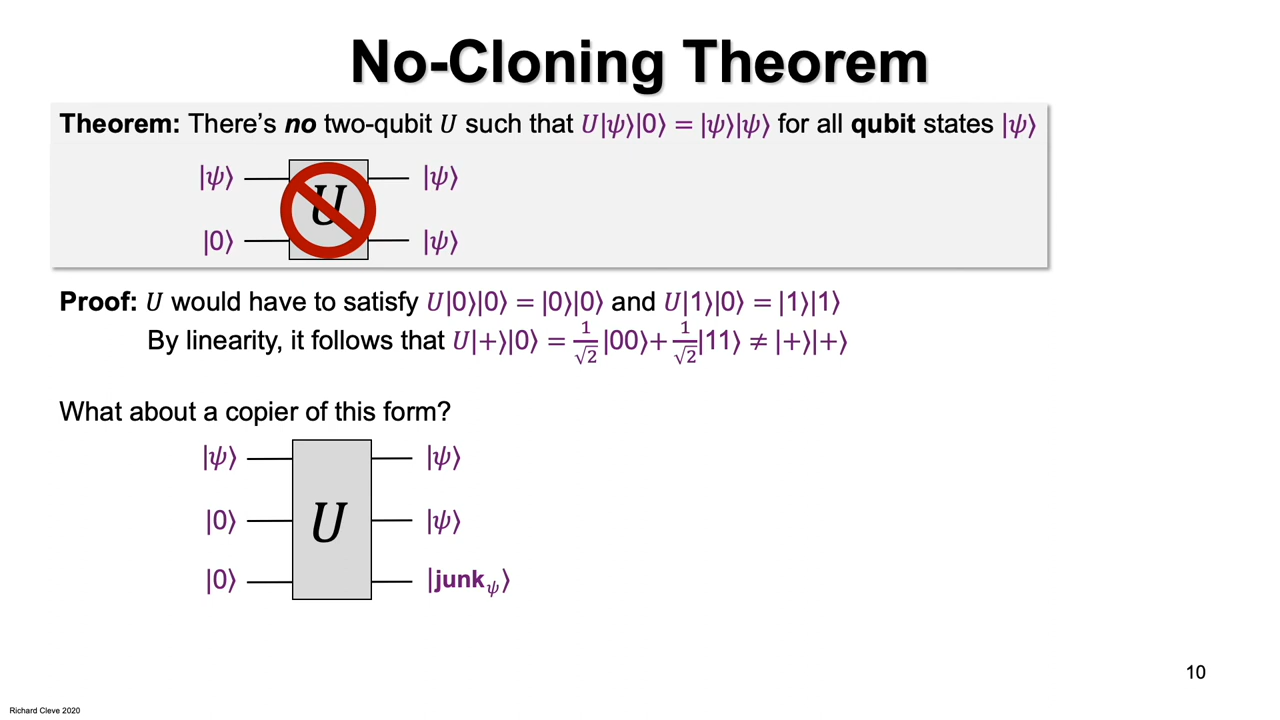 No-Cloning Theorem
Theorem: There's no two-qubit 𝑈 such that 𝑈|𝜓⟩|0⟩ = |𝜓⟩|𝜓⟩ for all qubit states |𝜓⟩
|𝜓⟩ 𝑈 |𝜓⟩
|0⟩ |𝜓⟩
Proof: 𝑈 would have to satisfy 𝑈|0⟩|0⟩ = |0⟩|0⟩ and 𝑈|1⟩|0⟩ = |1⟩|1⟩
By linearity, it follows that 𝑈|+⟩|0⟩ = 1/√2 |00⟩ + 1/√2 |11⟩ ≠ |+⟩|+⟩
What about a copier of this form?
|𝜓⟩ |𝜓⟩
|0⟩ 𝑈 |𝜓⟩
|0⟩ |junk𝜓⟩
10
Richard Cleve 2020